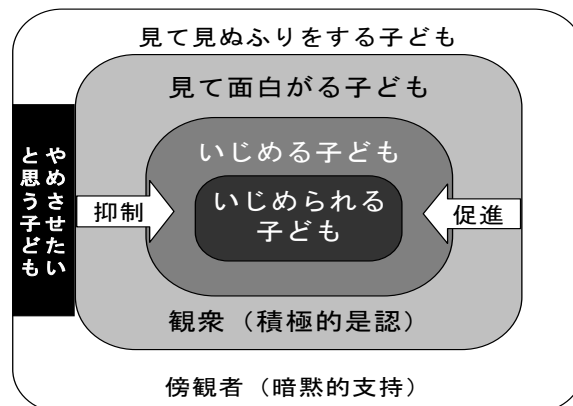 見て見ぬふりをする子ども
見て面白がる子ども
いじめる子ども
いじめられる
子ども
やめさせたい
と思う子ども
抑制
促進
観衆（積極的是認）
傍観者（暗黙的支持）